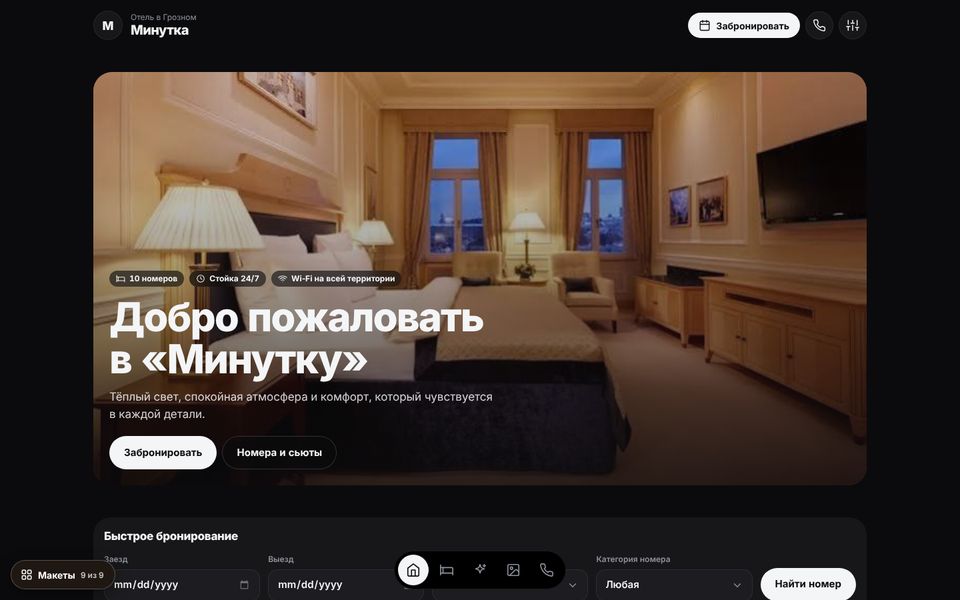 М
Отель в Грозном
Минутка
Забронировать
10 номеров
Стойка 24/7
Wi-Fi на всей территории
Добро пожаловать
в «Минутку»
Тёплый свет, спокойная атмосфера и комфорт, который чувствуется
в каждой детали.
Забронировать
Номера и сьюты
Быстрое бронирование
Заезд
Выезд
Категория номера
mm/dd/yyyy
mm/dd/yyyy
Любая
Найти номер
Макеты
9 из 9